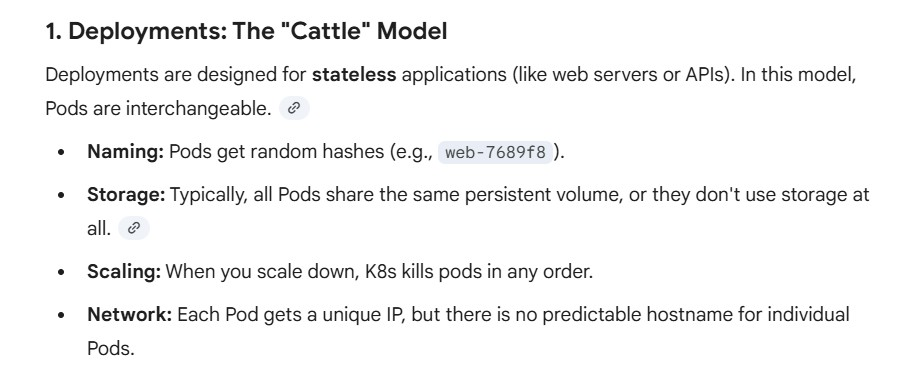 1. Deployments: The "Cattle" Model
Deployments are designed for stateless applications (like web servers or APIs). In this model,
Pods are interchangeable.
• Naming: Pods get random hashes (e.g., web-7689f8).
• Storage: Typically, all Pods share the same persistent volume, or they don't use storage at
all.
• Scaling: When you scale down, K8s kills pods in any order.
• Network: Each Pod gets a unique IP, but there is no predictable hostname for individual
Pods.